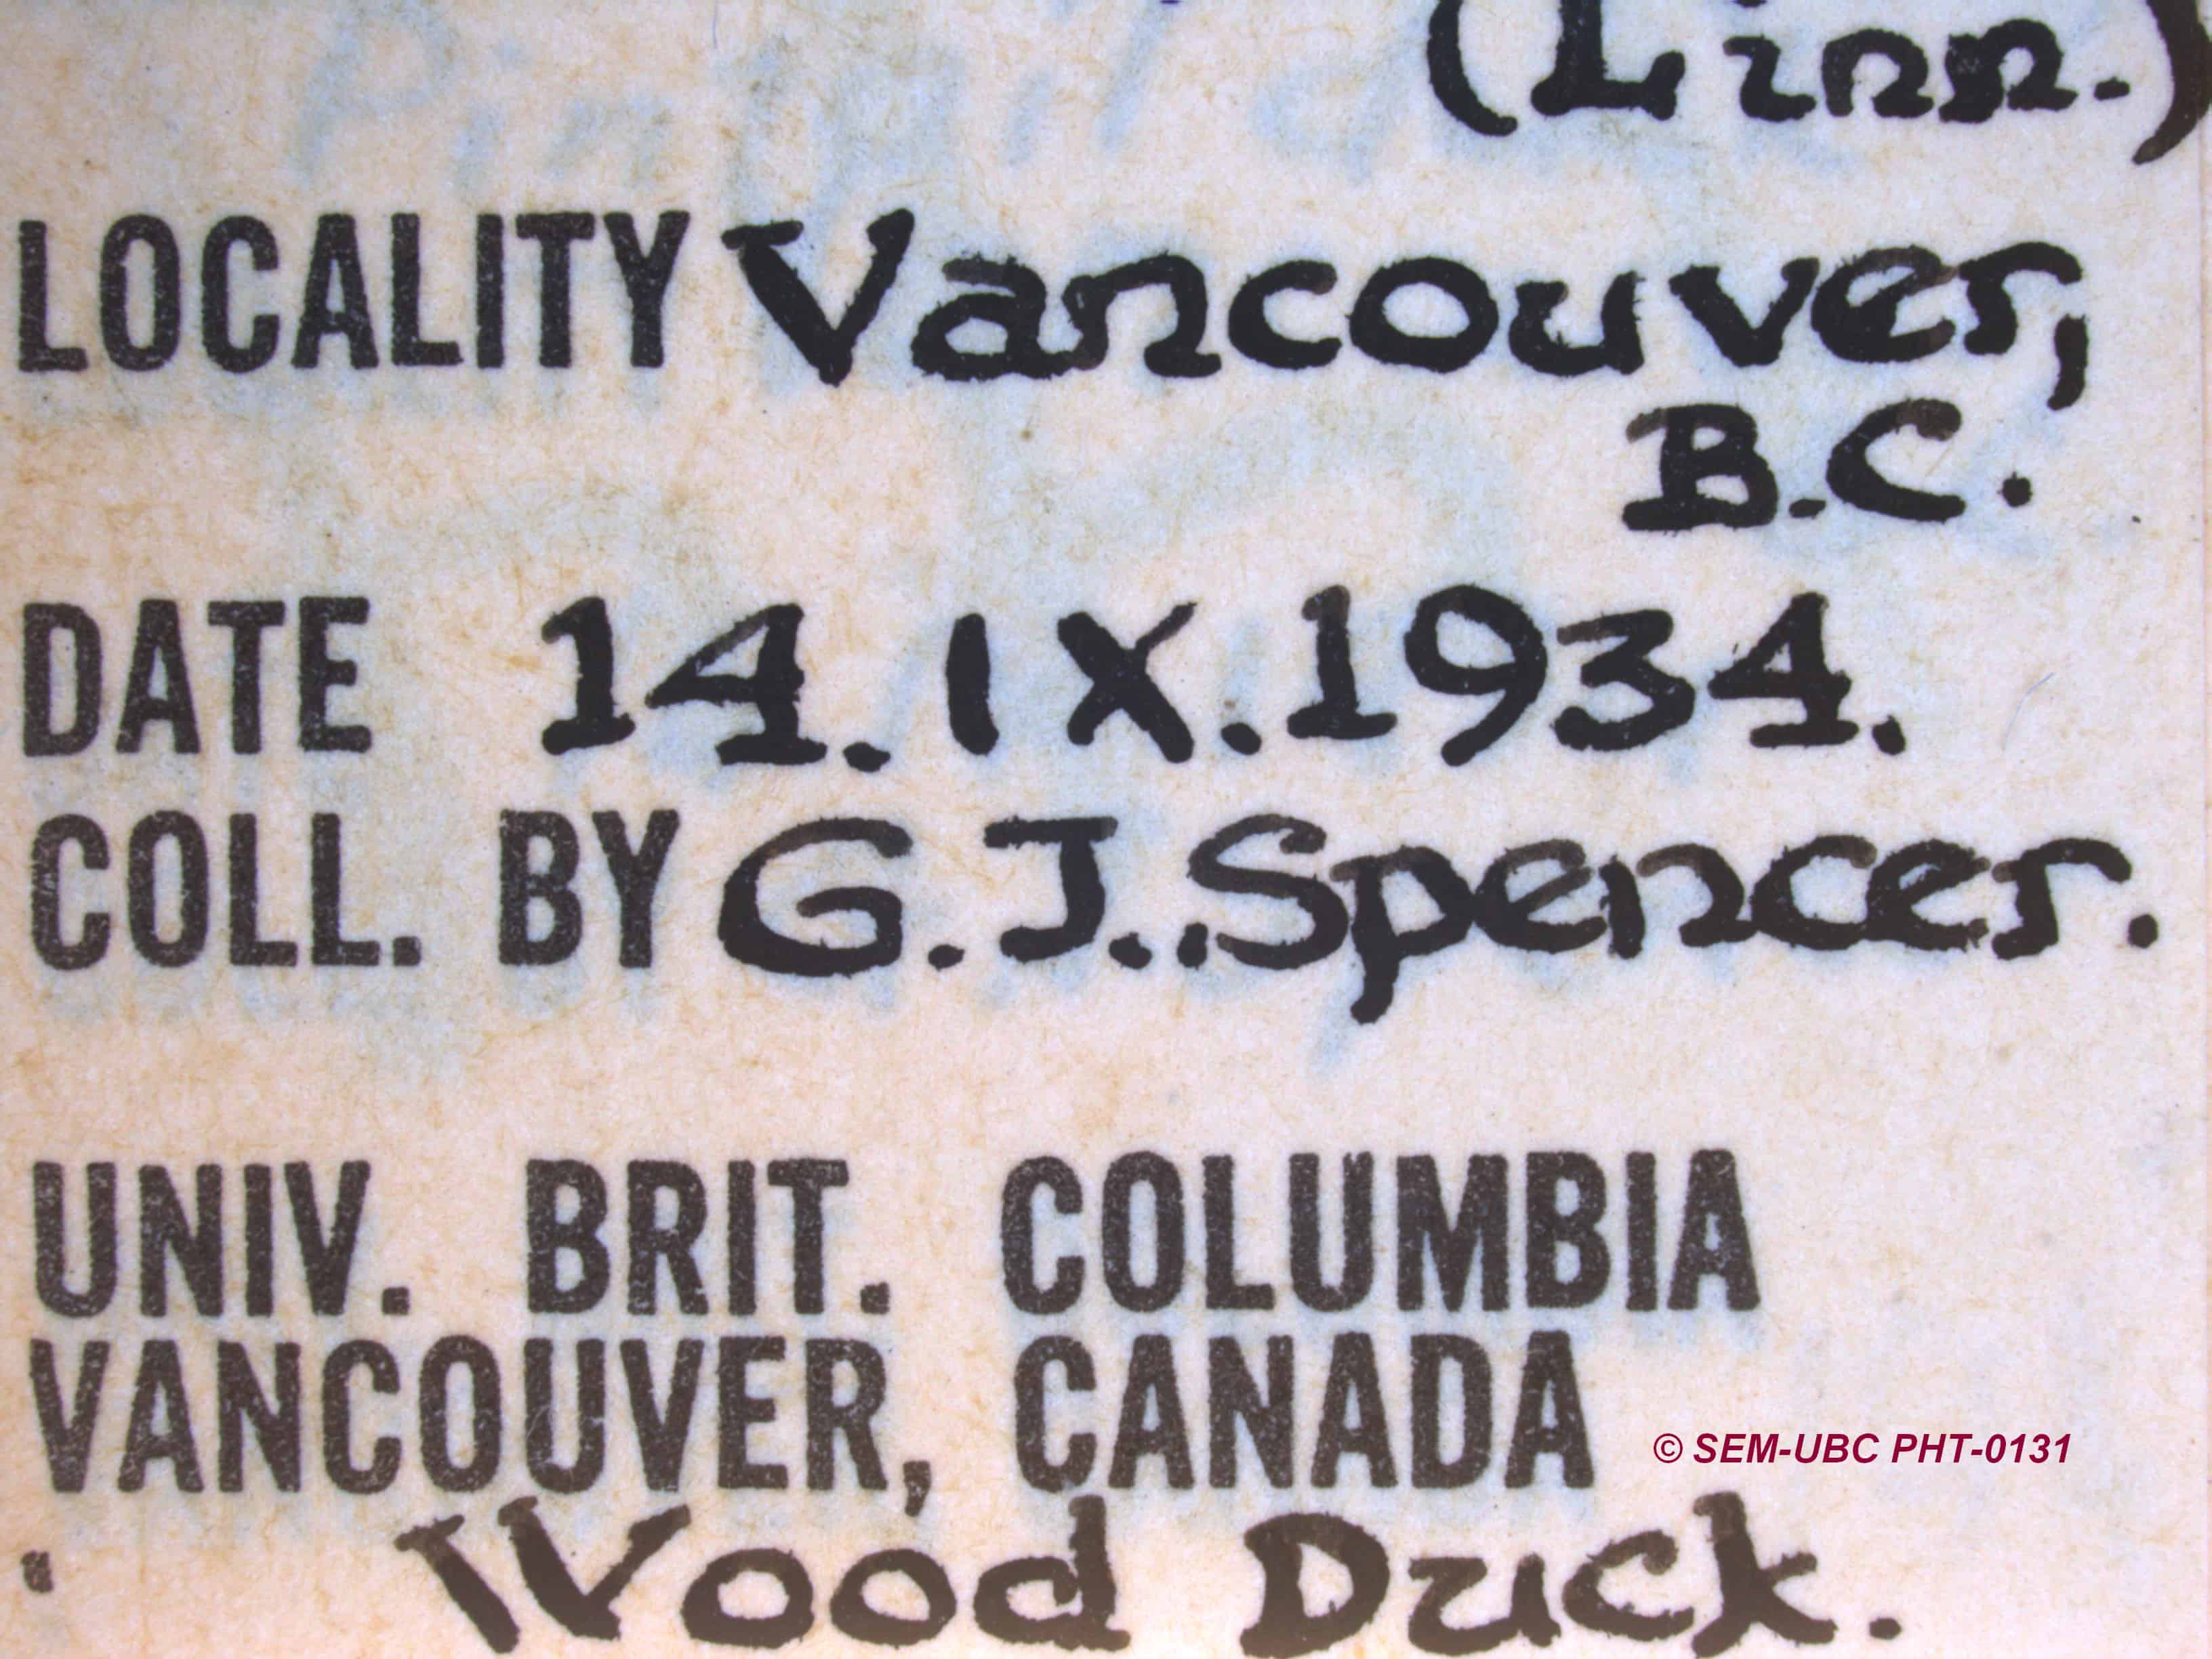 (Linn.)
LOCALITY Vancouver,
B.C.
DATE 14.IX.1934.
COLL. BY G.J. Spencer.
UNIV. BRIT. COLUMBIA
VANCOUVER, CANADA
© SEM-UBC PHT-0131
Wood Duck.